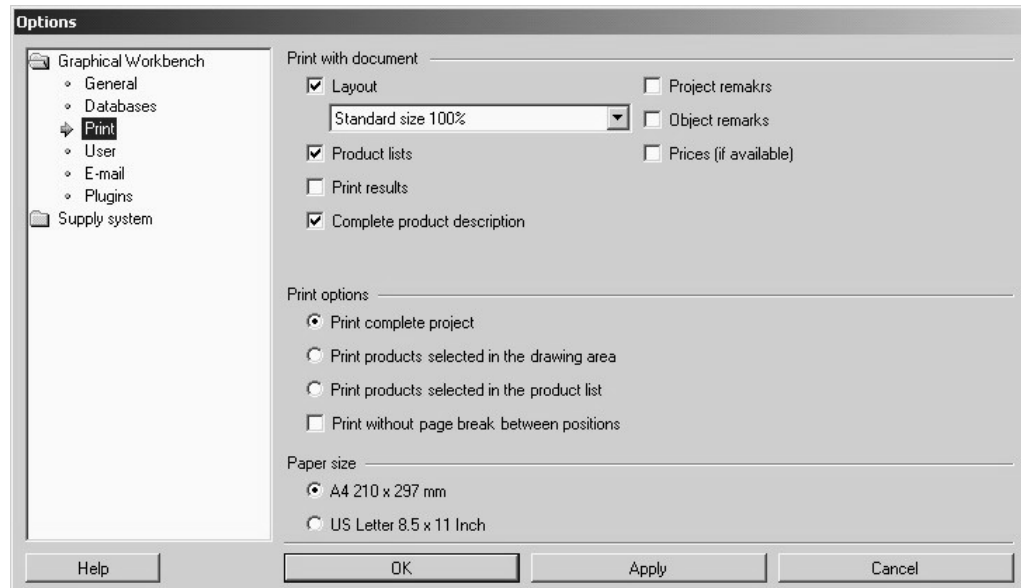 Options
Graphical Workbench
General
Databases
Print
User
E-mail
Plugins
Supply system
Print with document
Layout
Standard size 100%
Product lists
Print results
Complete product description
Project remakrs
Object remarks
Prices (if available)
Print options
Print complete project
Print products selected in the drawing area
Print products selected in the product list
Print without page break between positions
Paper size
A4 210 x 297 mm
US Letter 8.5 x 11 Inch
Help
OK
Apply
Cancel